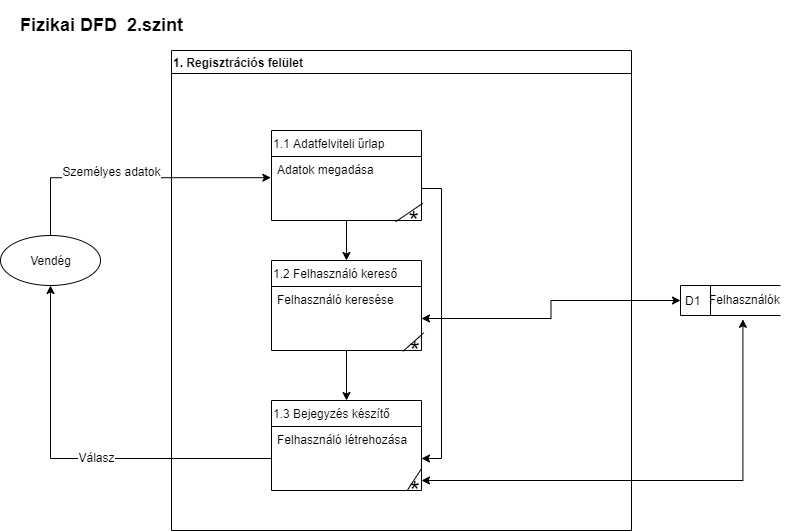 Fizikai DFD  2.szint
1. Regisztrációs felület
1.1 Adatfelviteli űrlap
Adatok megadása
*
Személyes adatok
Vendég
1.2 Felhasználó kereső
Felhasználó keresése
*
D1 Felhasználók
1.3 Bejegyzés készítő
Felhasználó létrehozása
*
Válasz